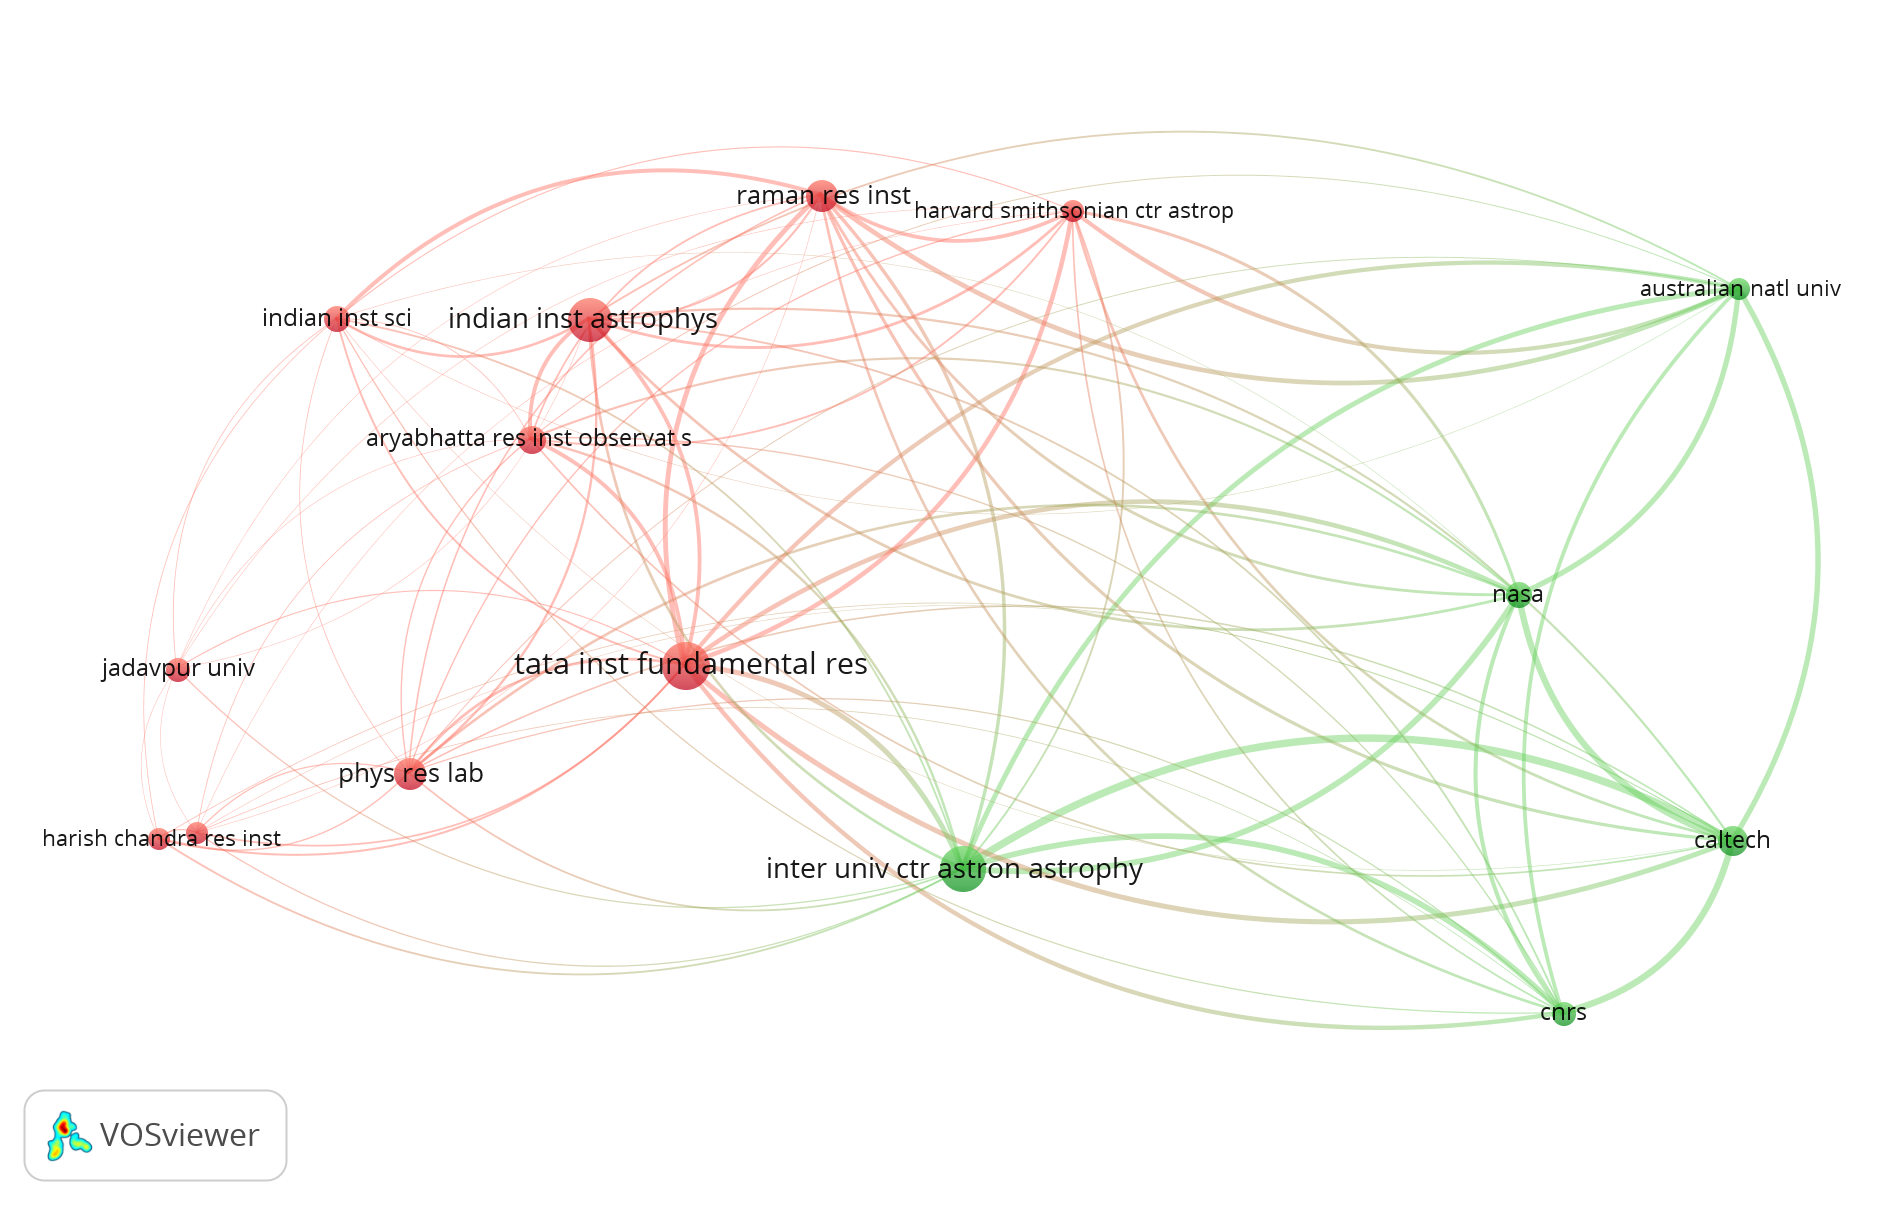 raman res inst
harvard smithsonian ctr astrop
australian natl univ
indian inst sci
indian inst astrophys
aryabhatta res inst observat s
nasa
tata inst fundamental res
jadavpur univ
phys res lab
harish chandra res inst
caltech
inter univ ctr astron astrophy
cnrs
VOSviewer